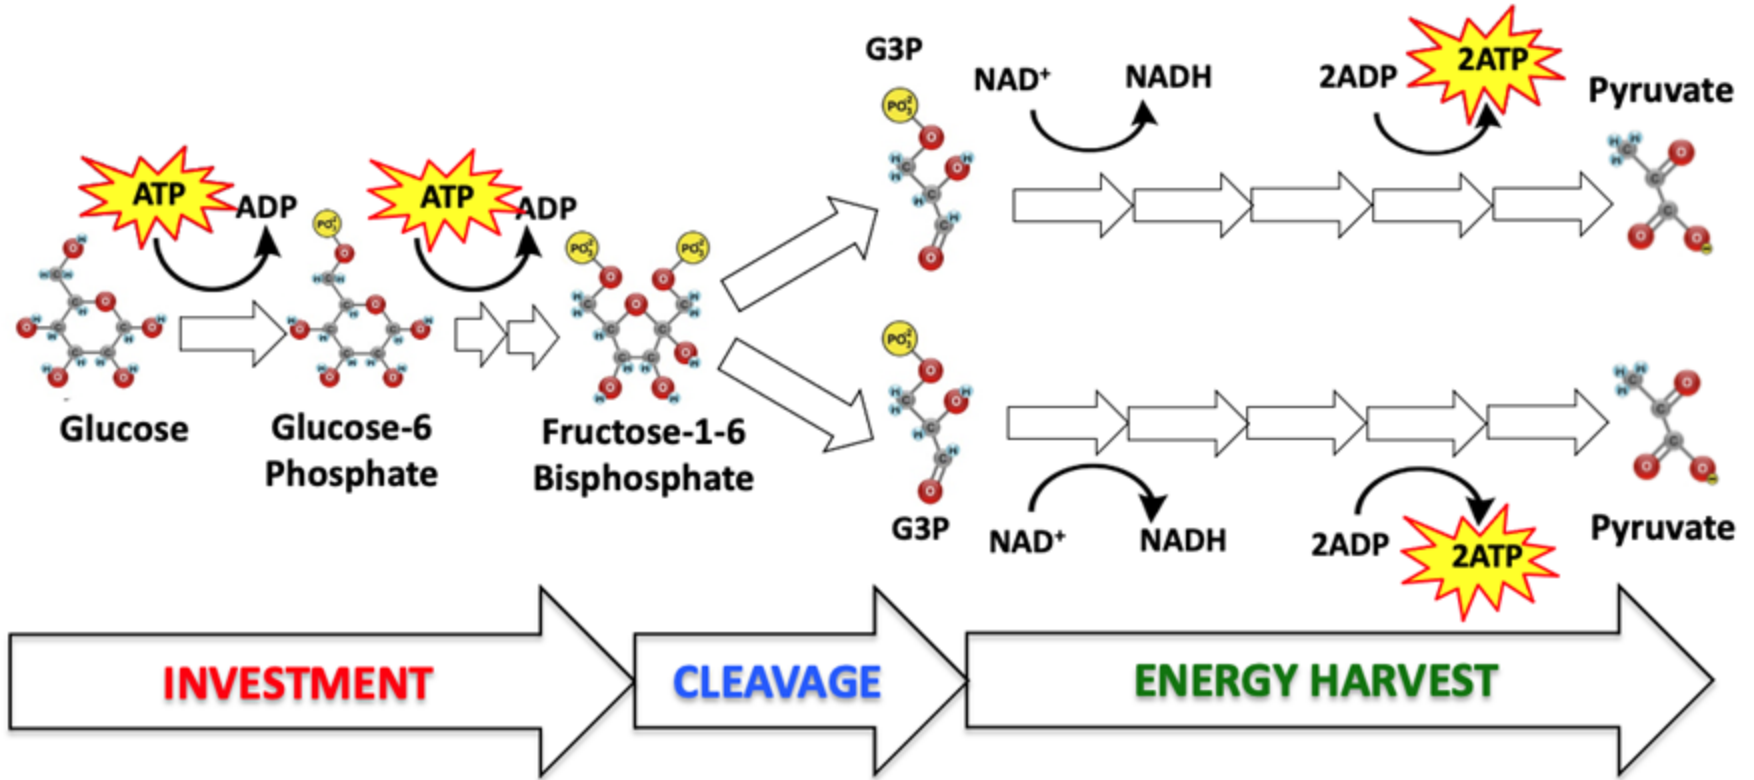 G3P
NAD⁺ NADH 2ADP 2ATP Pyruvate
ATP ADP ATP ADP
Glucose Glucose-6 Phosphate Fructose-1-6 Bisphosphate
G3P
NAD⁺ NADH 2ADP 2ATP Pyruvate
INVESTMENT CLEAVAGE ENERGY HARVEST